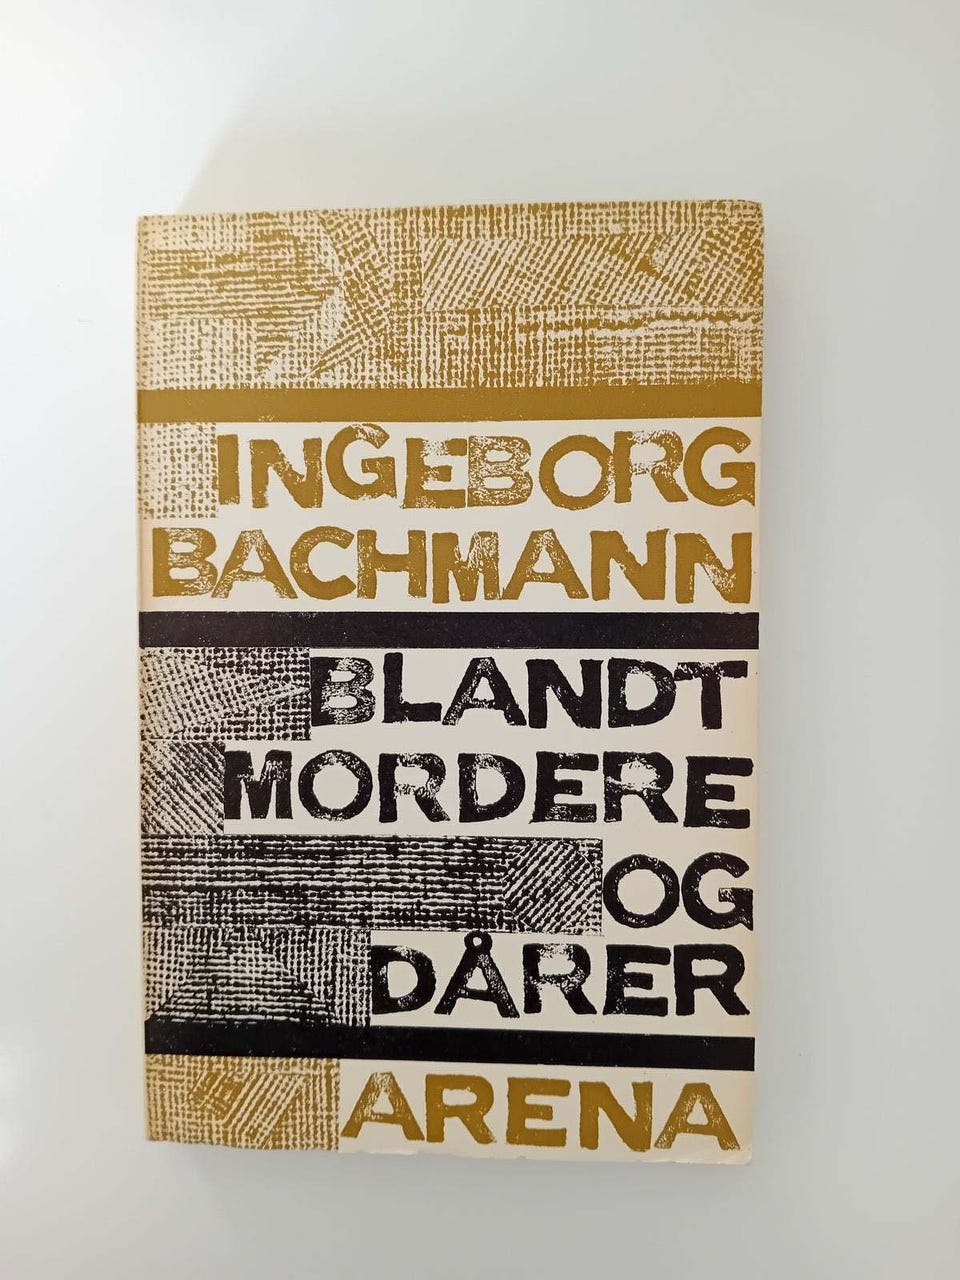 INGEBORG
BACHMANN
BLANDT
MORDERE
OG
DÅRER
ARENA